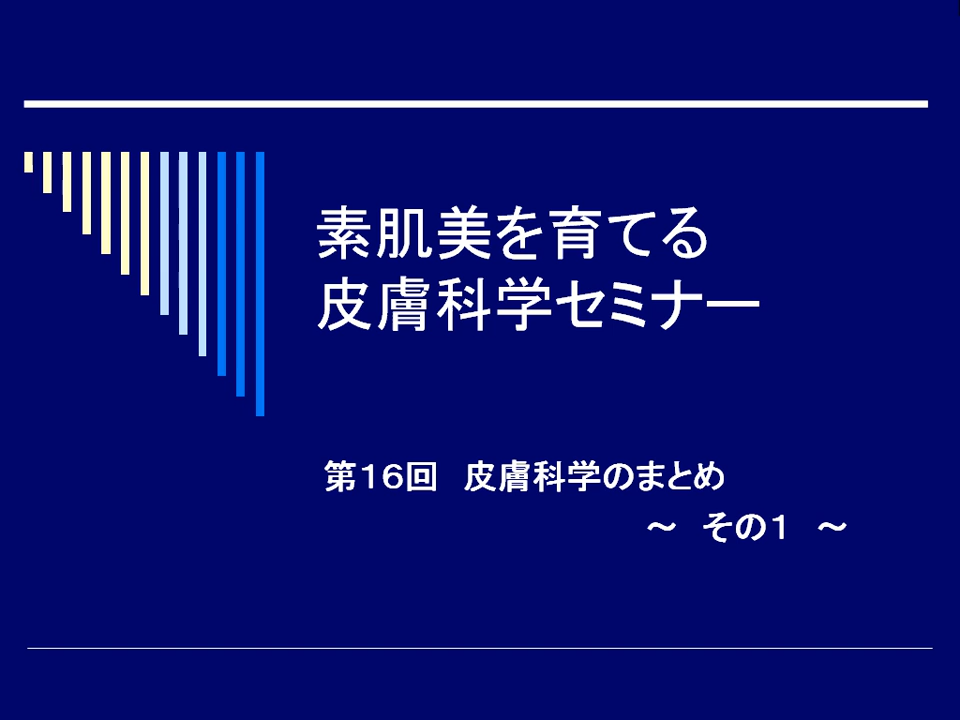 素肌美を育てる
皮膚科学セミナー
第１６回　皮膚科学のまとめ
～　その１　～